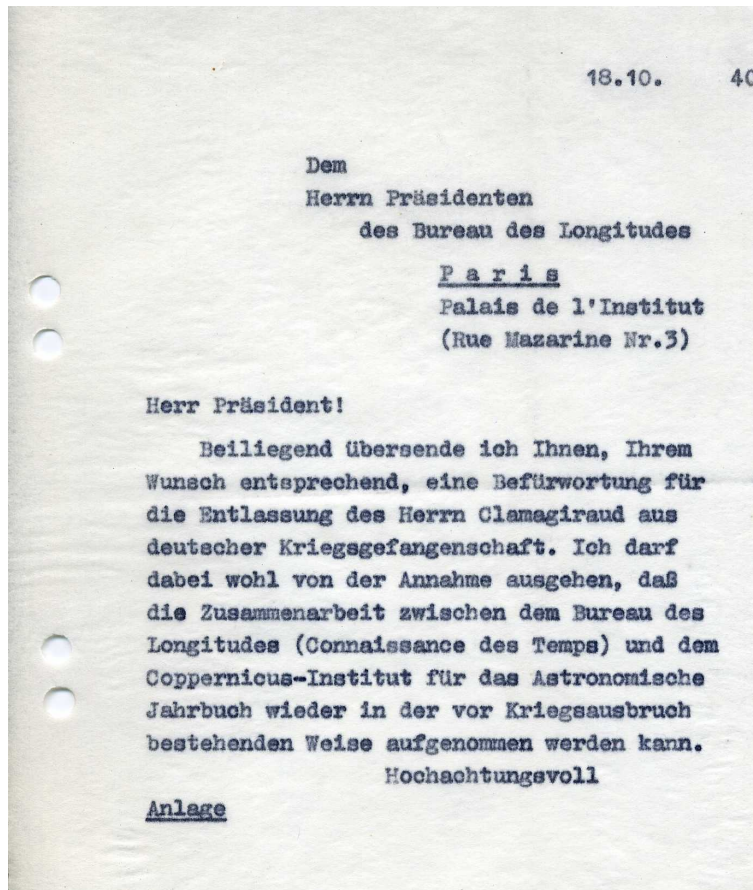 18.10. 40
Dem
Herrn Präsidenten
des Bureau des Longitudes
P a r i s
Palais de l'Institut
(Rue Mazarine Nr.3)
Herr Präsident!
Beiliegend übersende ich Ihnen, Ihrem
Wunsch entsprechend, eine Befürwortung für
die Entlassung des Herrn Clamagiraud aus
deutscher Kriegsgefangenschaft. Ich darf
dabei wohl von der Annahme ausgehen, daß
die Zusammenarbeit zwischen dem Bureau des
Longitudes (Connaissance des Temps) und dem
Coppernicus-Institut für das Astronomische
Jahrbuch wieder in der vor Kriegsausbruch
bestehenden Weise aufgenommen werden kann.
Hochachtungsvoll
Anlage